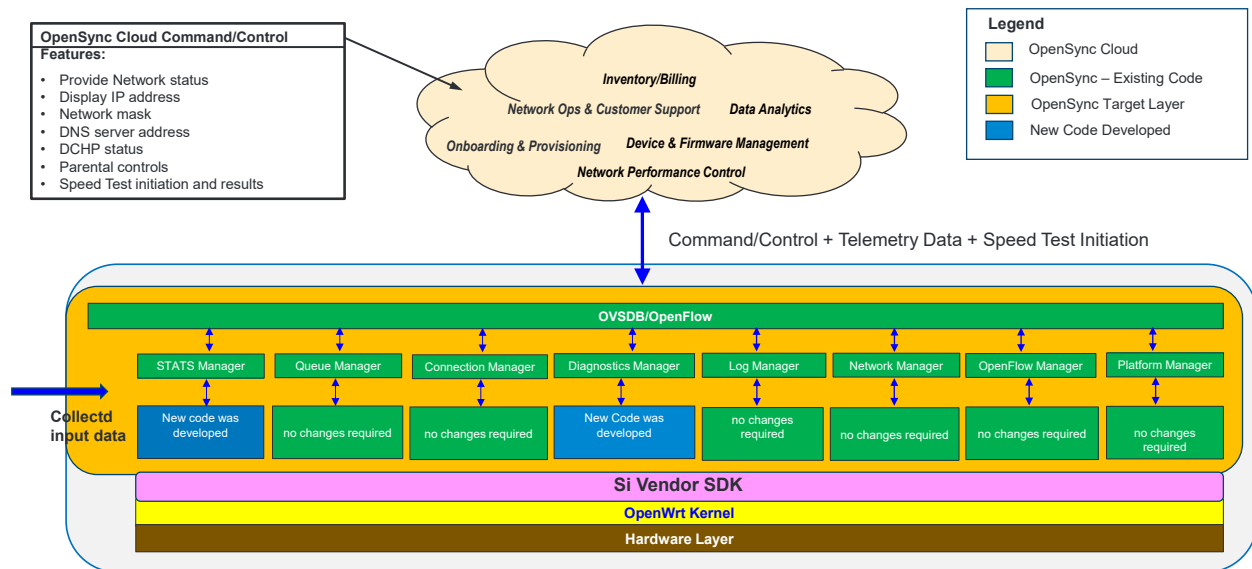 OpenSync Cloud Command/Control
Features:
• Provide Network status
• Display IP address
• Network mask
• DNS server address
• DCHP status
• Parental controls
• Speed Test initiation and results
Inventory/Billing
Network Ops & Customer Support
Data Analytics
Onboarding & Provisioning
Device & Firmware Management
Network Performance Control
Legend
OpenSync Cloud
OpenSync – Existing Code
OpenSync Target Layer
New Code Developed
Command/Control + Telemetry Data + Speed Test Initiation
OVSDB/OpenFlow
STATS Manager
Queue Manager
Connection Manager
Diagnostics Manager
Log Manager
Network Manager
OpenFlow Manager
Platform Manager
Collectd
input data
New code was
developed
no changes required
no changes required
New Code was
developed
no changes
required
no changes required
no changes required
no changes
required
Si Vendor SDK
OpenWrt Kernel
Hardware Layer